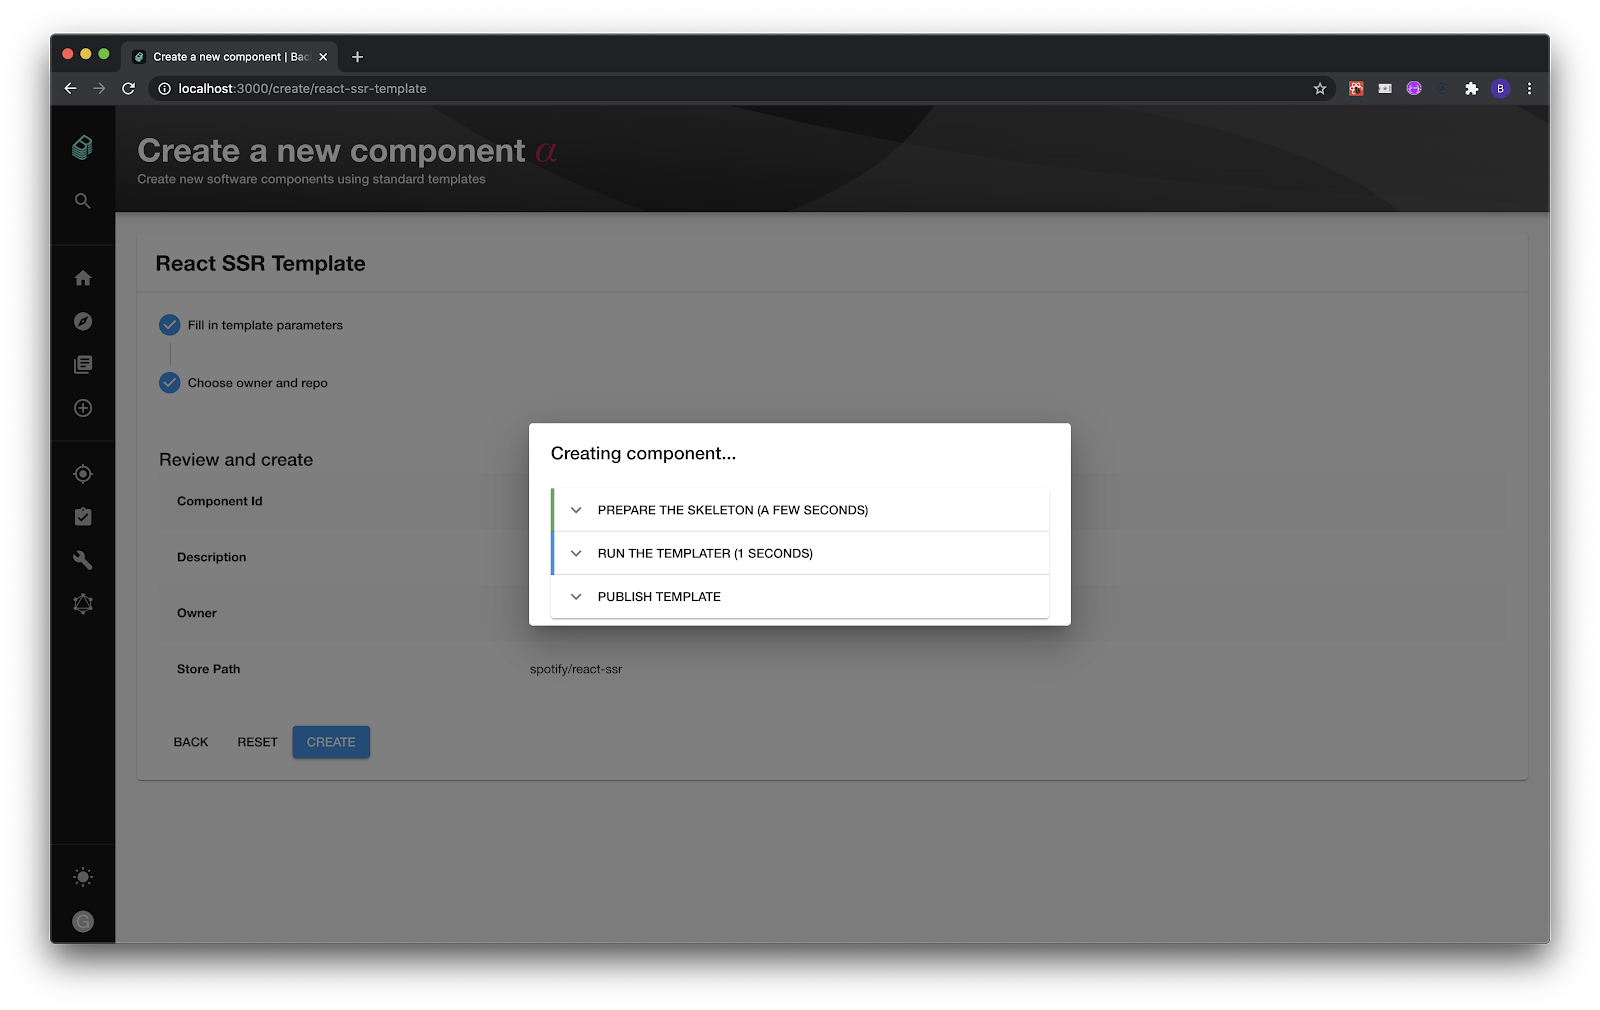 Create a new component | Bac
localhost:3000/create/react-ssr-template
B
Create a new component α
Create new software components using standard templates
React SSR Template
Fill in template parameters
Choose owner and repo
Review and create
Component Id
Description
Owner
Store Path
spotify/react-ssr
BACK
RESET
CREATE
Creating component...
PREPARE THE SKELETON (A FEW SECONDS)
RUN THE TEMPLATER (1 SECONDS)
PUBLISH TEMPLATE
G